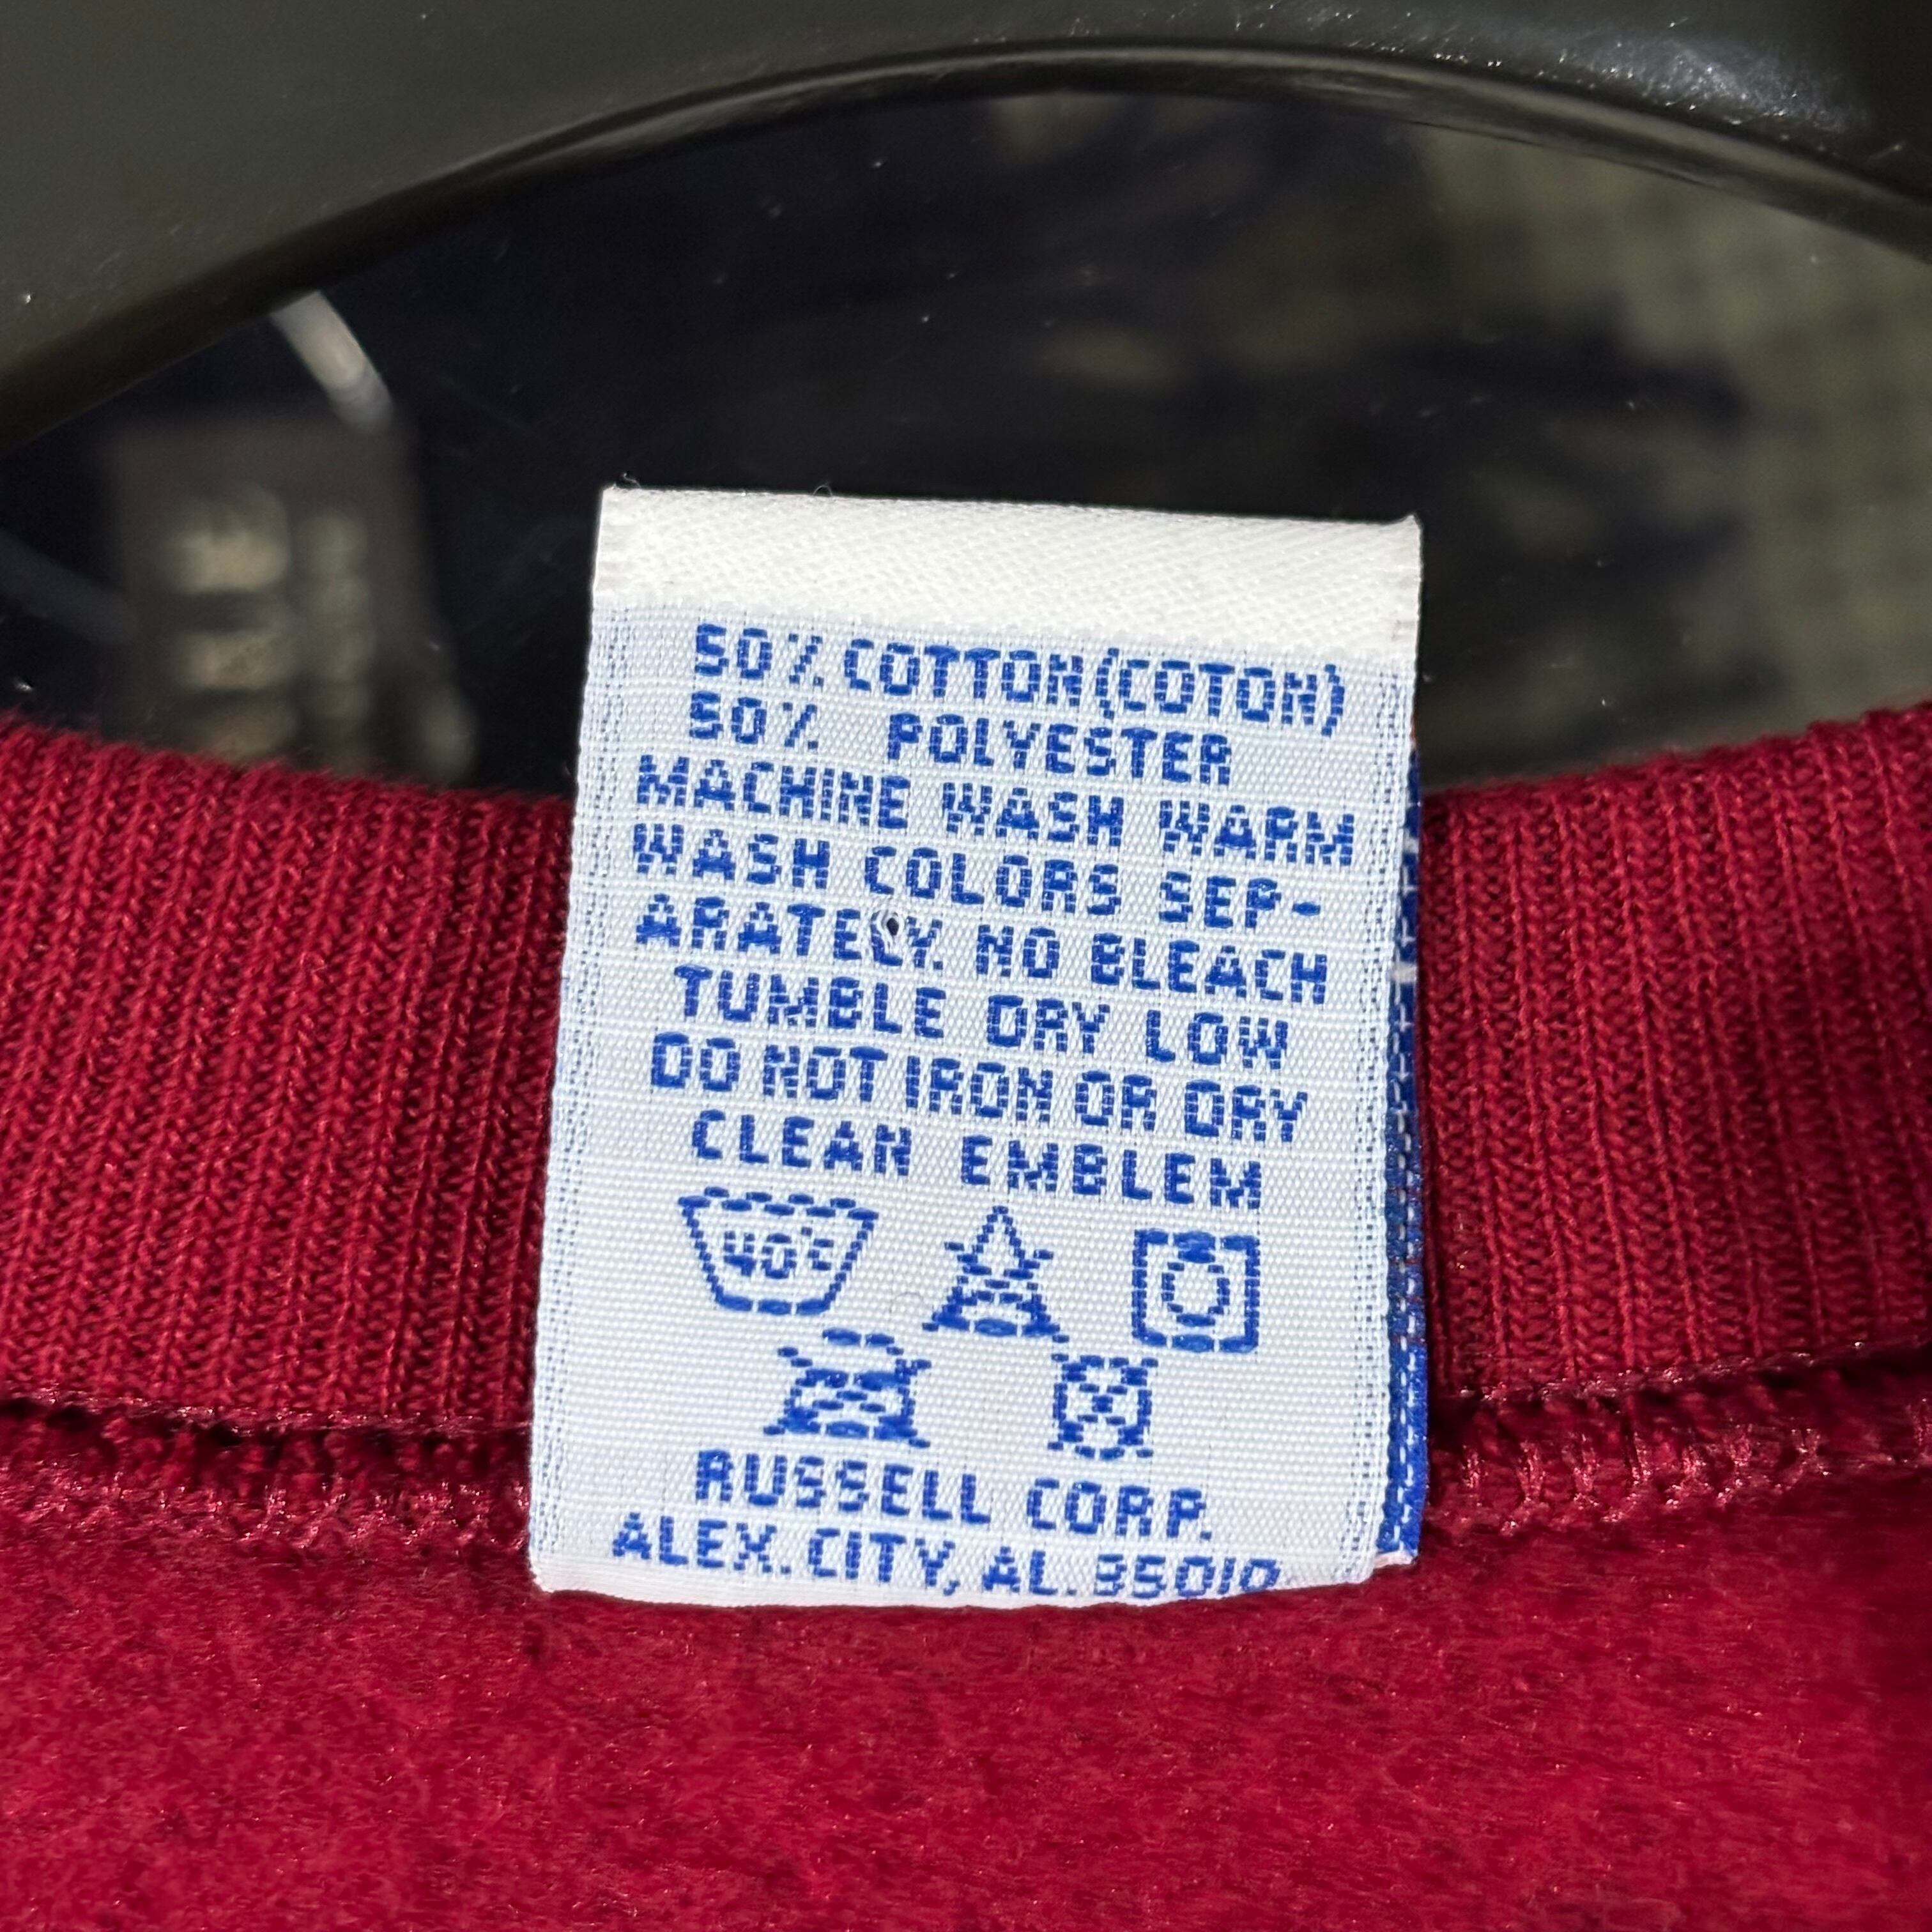 50% COTTON (COTON)
50% POLYESTER
MACHINE WASH WARM
WASH COLORS SEP-
ARATELY. NO BLEACH
TUMBLE DRY LOW
DO NOT IRON OR DRY
CLEAN EMBLEM
40°C
RUSSELL CORP.
ALEX. CITY, AL. 35010